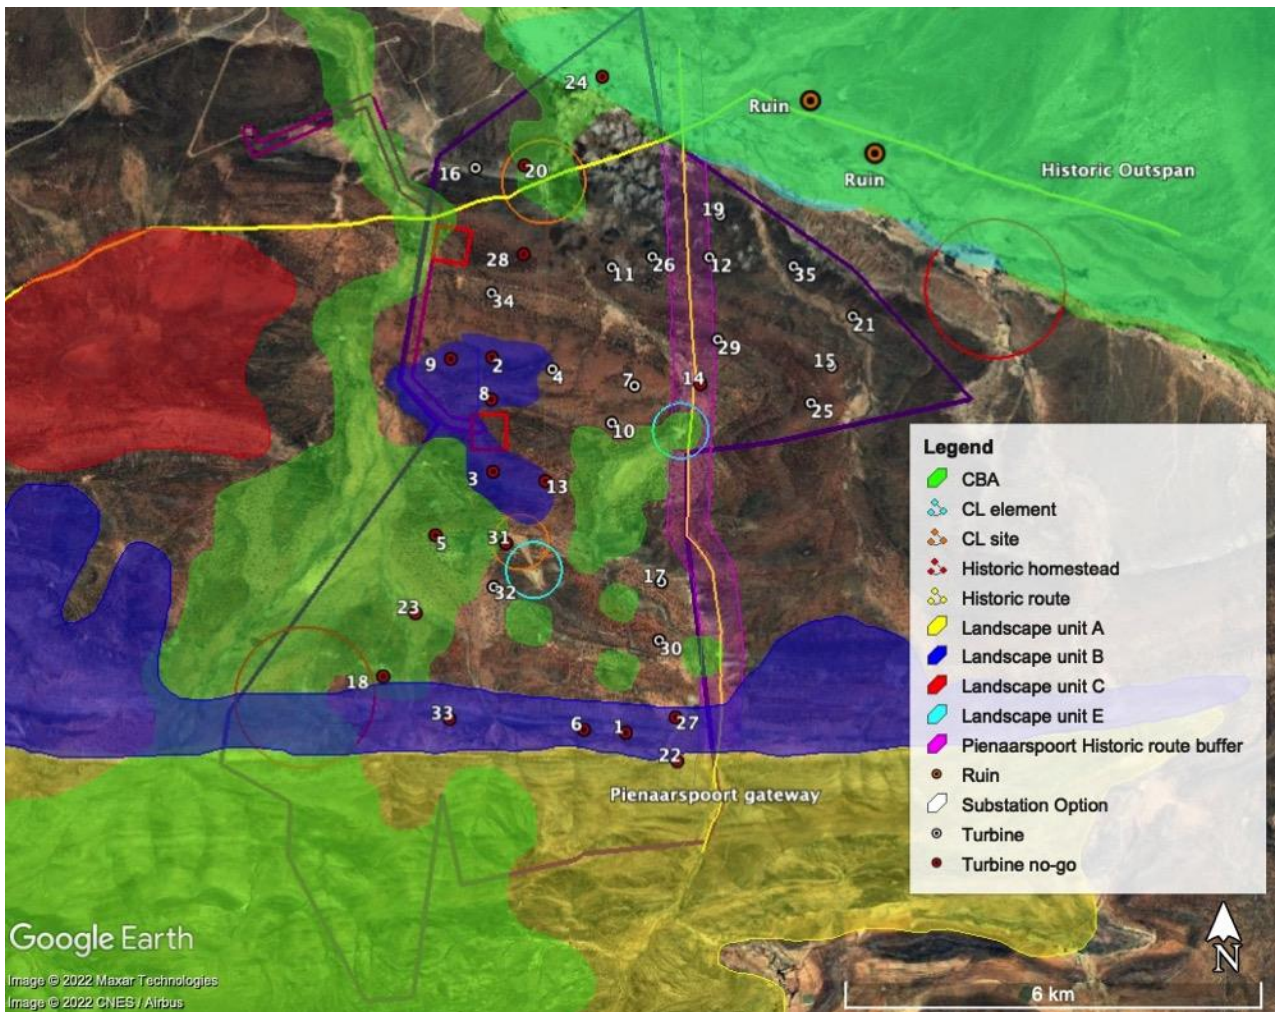 24
Ruin
20
16
Ruin
Historic Outspan
19
28
11
26
12
35
34
21
29
9
2
4
7
14
15
8
25
10
3
13
31
5
17
32
23
30
18
33
6
1
27
22
Pienaarspoort gateway
Legend
CBA
CL element
CL site
Historic homestead
Historic route
Landscape unit A
Landscape unit B
Landscape unit C
Landscape unit E
Pienaarspoort Historic route buffer
Ruin
Substation Option
Turbine
Turbine no-go
Google Earth
N
Image © 2022 Maxar Technologies
Image © 2022 CNES / Airbus
6 km